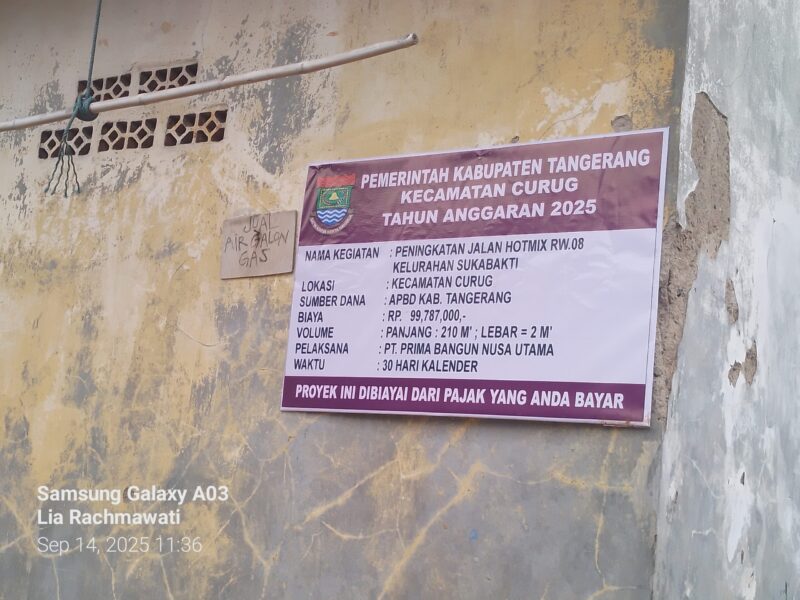 PEMERINTAH KABUPATEN TANGERANG
KECAMATAN CURUG
TAHUN ANGGARAN 2025
JUAL
AIR GALON
GAS
NAMA KEGIATAN : PENINGKATAN JALAN HOTMIX RW.08
KELURAHAN SUKABAKTI
LOKASI : KECAMATAN CURUG
SUMBER DANA : APBD KAB. TANGERANG
BIAYA : RP. 99,787,000,-
VOLUME : PANJANG : 210 M' ; LEBAR = 2 M'
PELAKSANA : PT. PRIMA BANGUN NUSA UTAMA
WAKTU : 30 HARI KALENDER
PROYEK INI DIBIAYAI DARI PAJAK YANG ANDA BAYAR
Samsung Galaxy A03
Lia Rachmawati
Sep 14, 2025 11:36